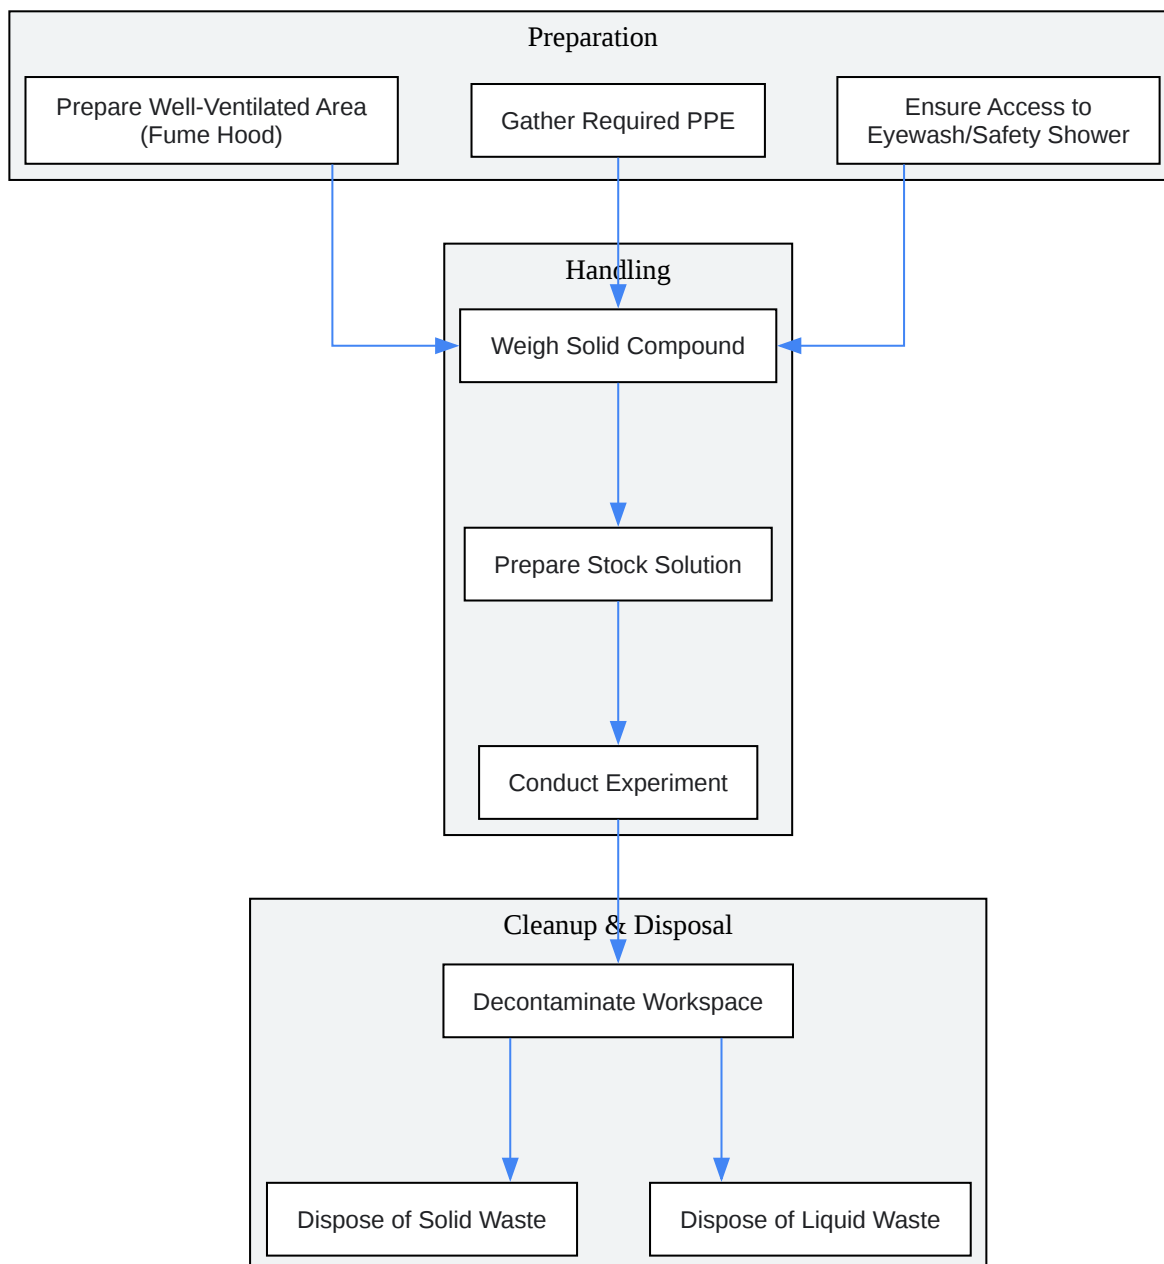 Preparation
Prepare Well-Ventilated Area
(Fume Hood)
Gather Required PPE
Ensure Access to
Eyewash/Safety Shower
Handling
Weigh Solid Compound
Prepare Stock Solution
Conduct Experiment
Cleanup & Disposal
Decontaminate Workspace
Dispose of Solid Waste
Dispose of Liquid Waste